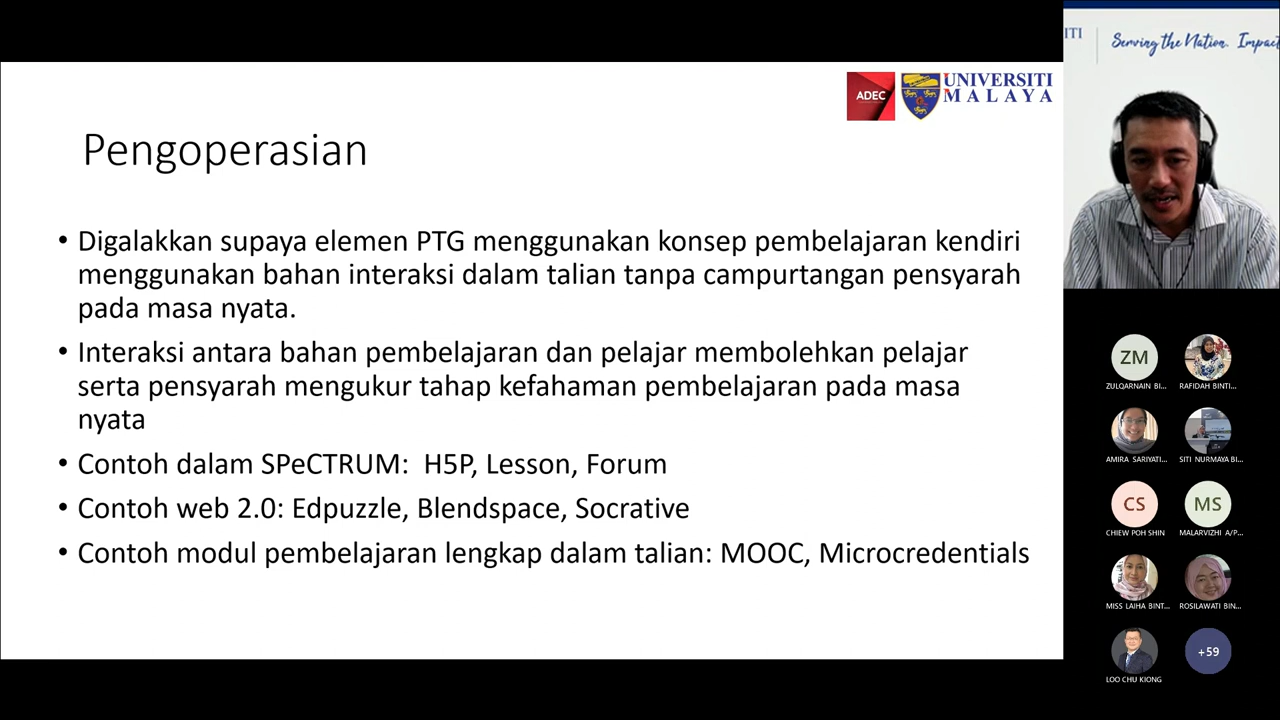 ITI
Serving the Nation. Impact
ADEC
UNIVERSITI
MALAYA
Pengoperasian
• Digalakkan supaya elemen PTG menggunakan konsep pembelajaran kendiri
menggunakan bahan interaksi dalam talian tanpa campurtangan pensyarah
pada masa nyata.
• Interaksi antara bahan pembelajaran dan pelajar membolehkan pelajar
serta pensyarah mengukur tahap kefahaman pembelajaran pada masa
nyata
• Contoh dalam SPeCTRUM: H5P, Lesson, Forum
• Contoh web 2.0: Edpuzzle, Blendspace, Socrative
• Contoh modul pembelajaran lengkap dalam talian: MOOC, Microcredentials
ZM
ZULQARNAIN BI...
RAFIDAH BINTI...
AMIRA SARIYATI...
SITI NURMAYA BI...
CS
CHIEW POH SHIN
MS
MALARVIZHI A/P...
MISS LAIHA BINT...
ROSILAWATI BIN...
LOO CHU KIONG
+59